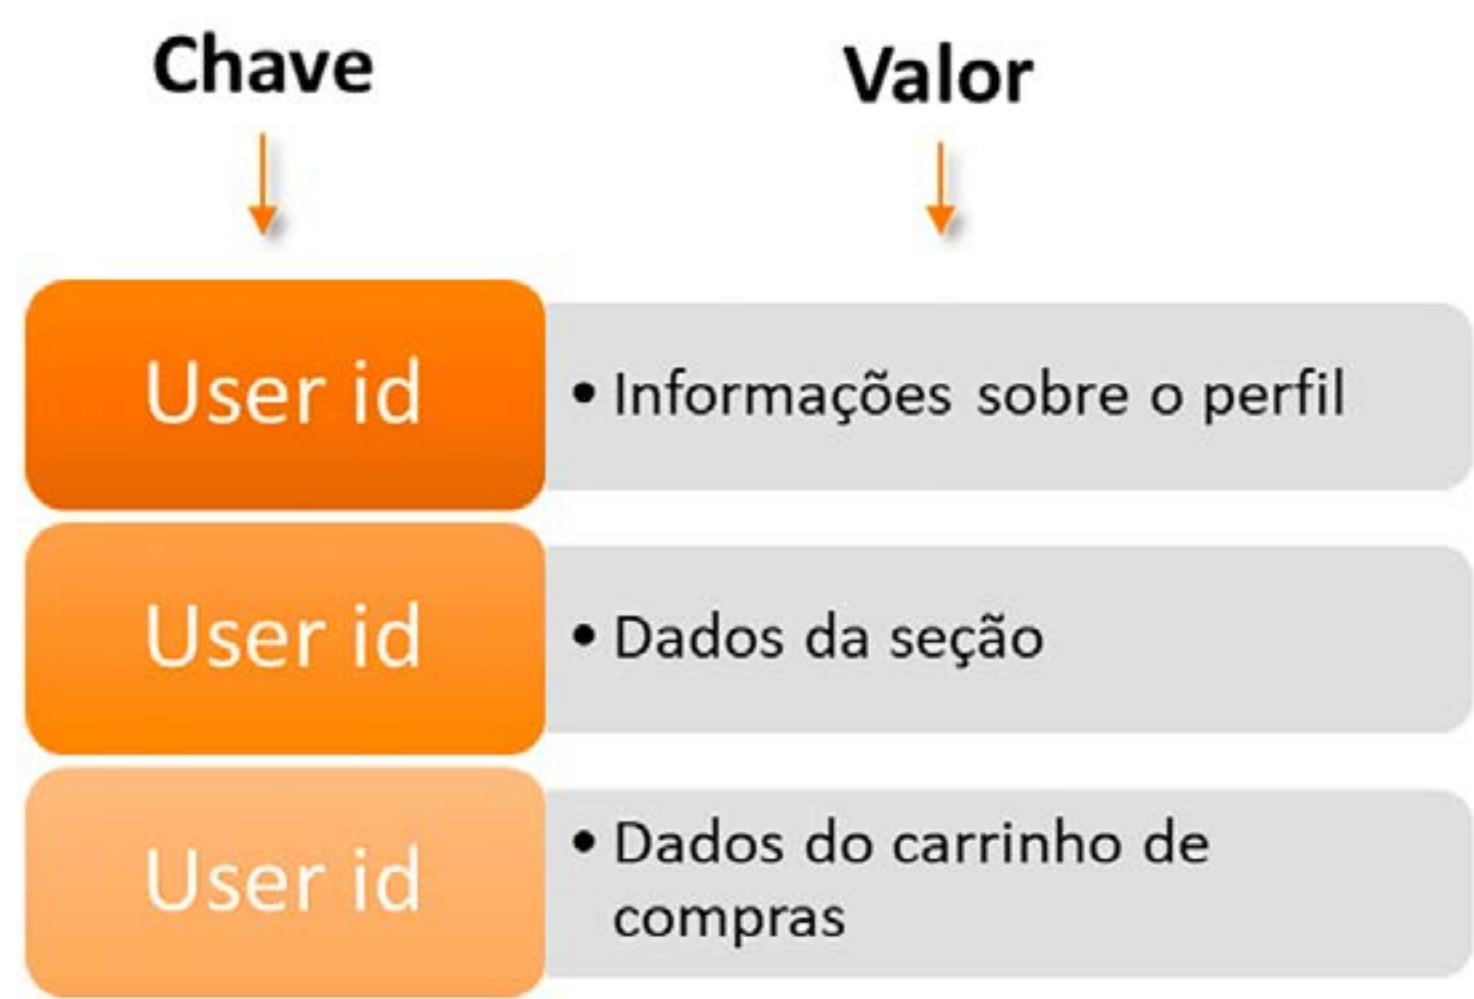 Chave
Valor
User id
• Informações sobre o perfil
User id
• Dados da seção
User id
• Dados do carrinho de
compras